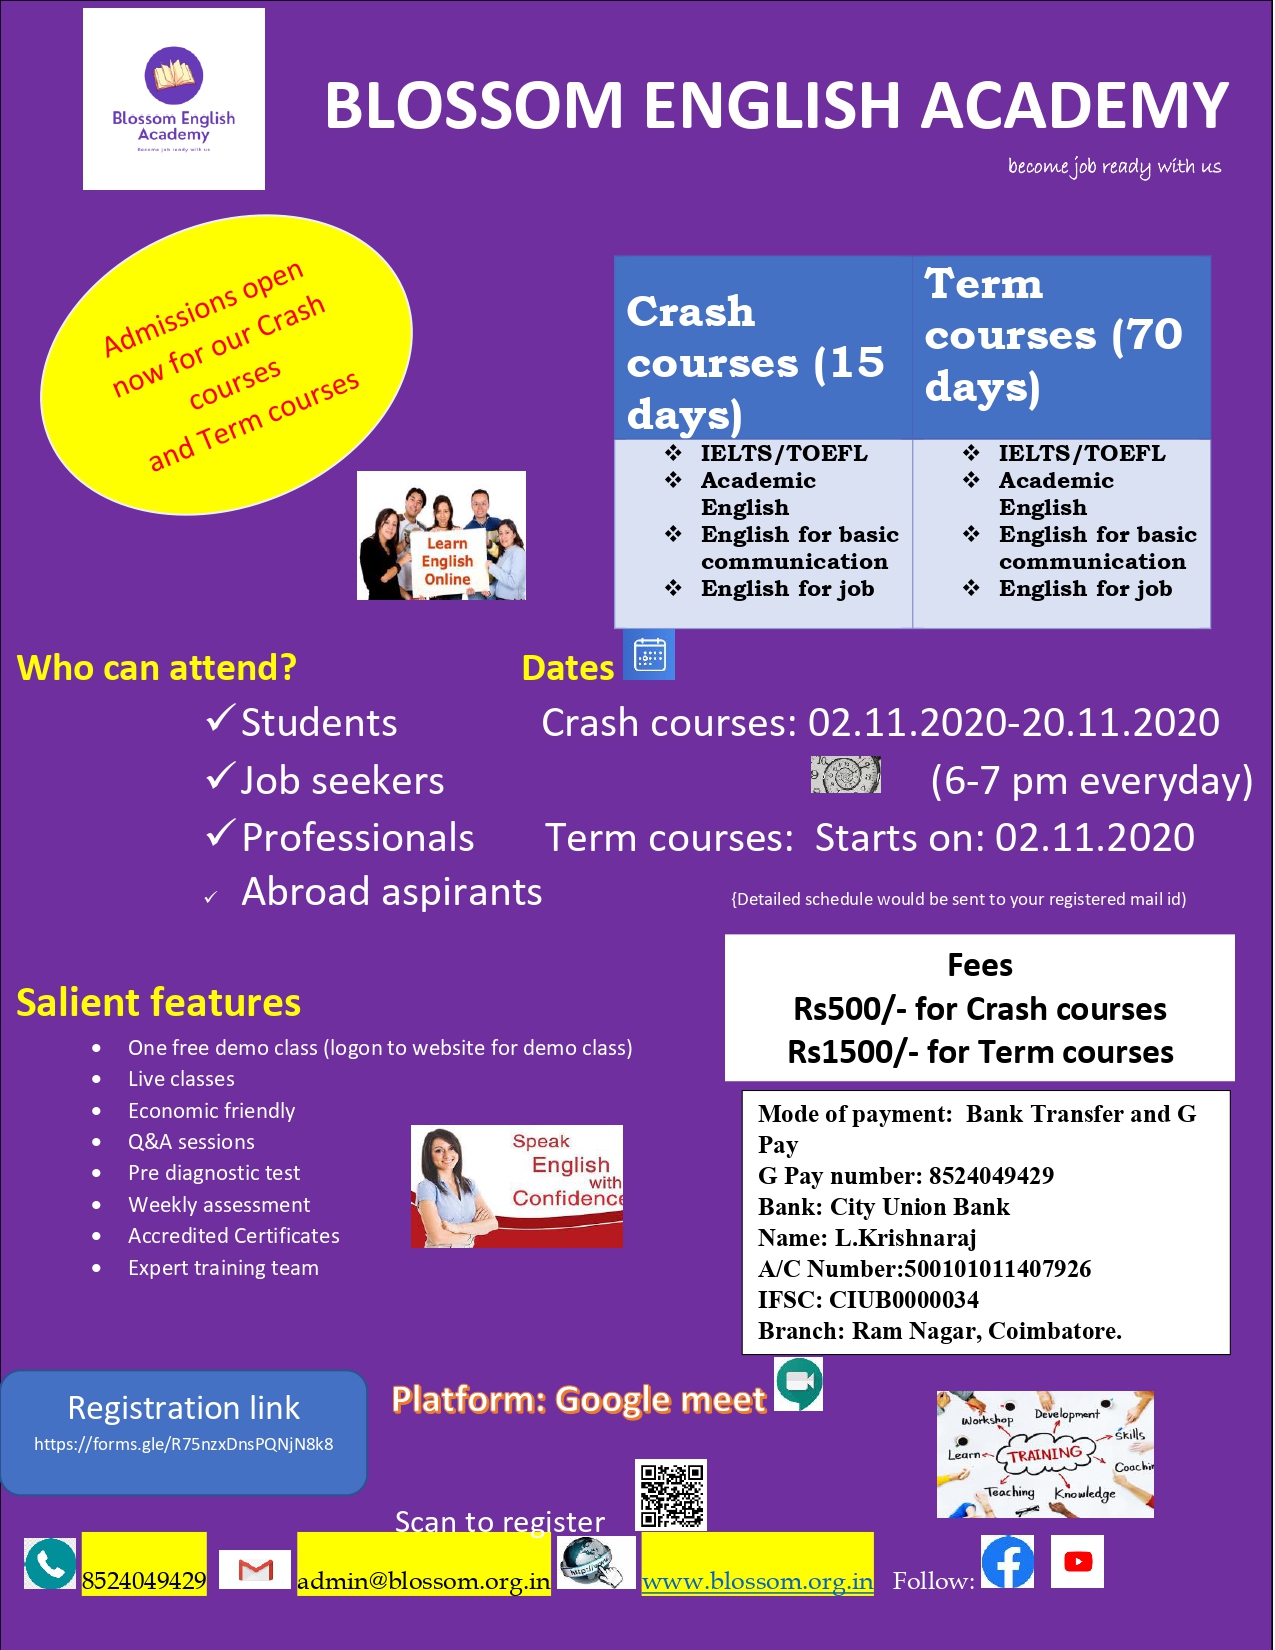 Blossom English
Academy
Become job ready with us
BLOSSOM ENGLISH ACADEMY
become job ready with us
Admissions open
now for our Crash
courses
and Term courses
Learn
English
Online
Crash
courses (15
days)
Term
courses (70
days)
❖ IELTS/TOEFL
❖ Academic
English
❖ English for basic
communication
❖ English for job
❖ IELTS/TOEFL
❖ Academic
English
❖ English for basic
communication
❖ English for job
Who can attend?
✓Students
✓Job seekers
✓Professionals
✓ Abroad aspirants
Dates
Crash courses: 02.11.2020-20.11.2020
(6-7 pm everyday)
Term courses:  Starts on: 02.11.2020
{Detailed schedule would be sent to your registered mail id)
Fees
Rs500/- for Crash courses
Rs1500/- for Term courses
Salient features
• One free demo class (logon to website for demo class)
• Live classes
• Economic friendly
• Q&A sessions
• Pre diagnostic test
• Weekly assessment
• Accredited Certificates
• Expert training team
Speak
English
with
Confidence
Mode of payment:  Bank Transfer and G
Pay
G Pay number: 8524049429
Bank: City Union Bank
Name: L.Krishnaraj
A/C Number:500101011407926
IFSC: CIUB0000034
Branch: Ram Nagar, Coimbatore.
Registration link
https://forms.gle/R75nzxDnsPQNjN8k8
Platform: Google meet
Workshop
Development
Skills
Learn
TRAINING
Coachin
Teaching
Knowledge
Scan to register
8524049429
admin@blossom.org.in
http://www
www.blossom.org.in
Follow: